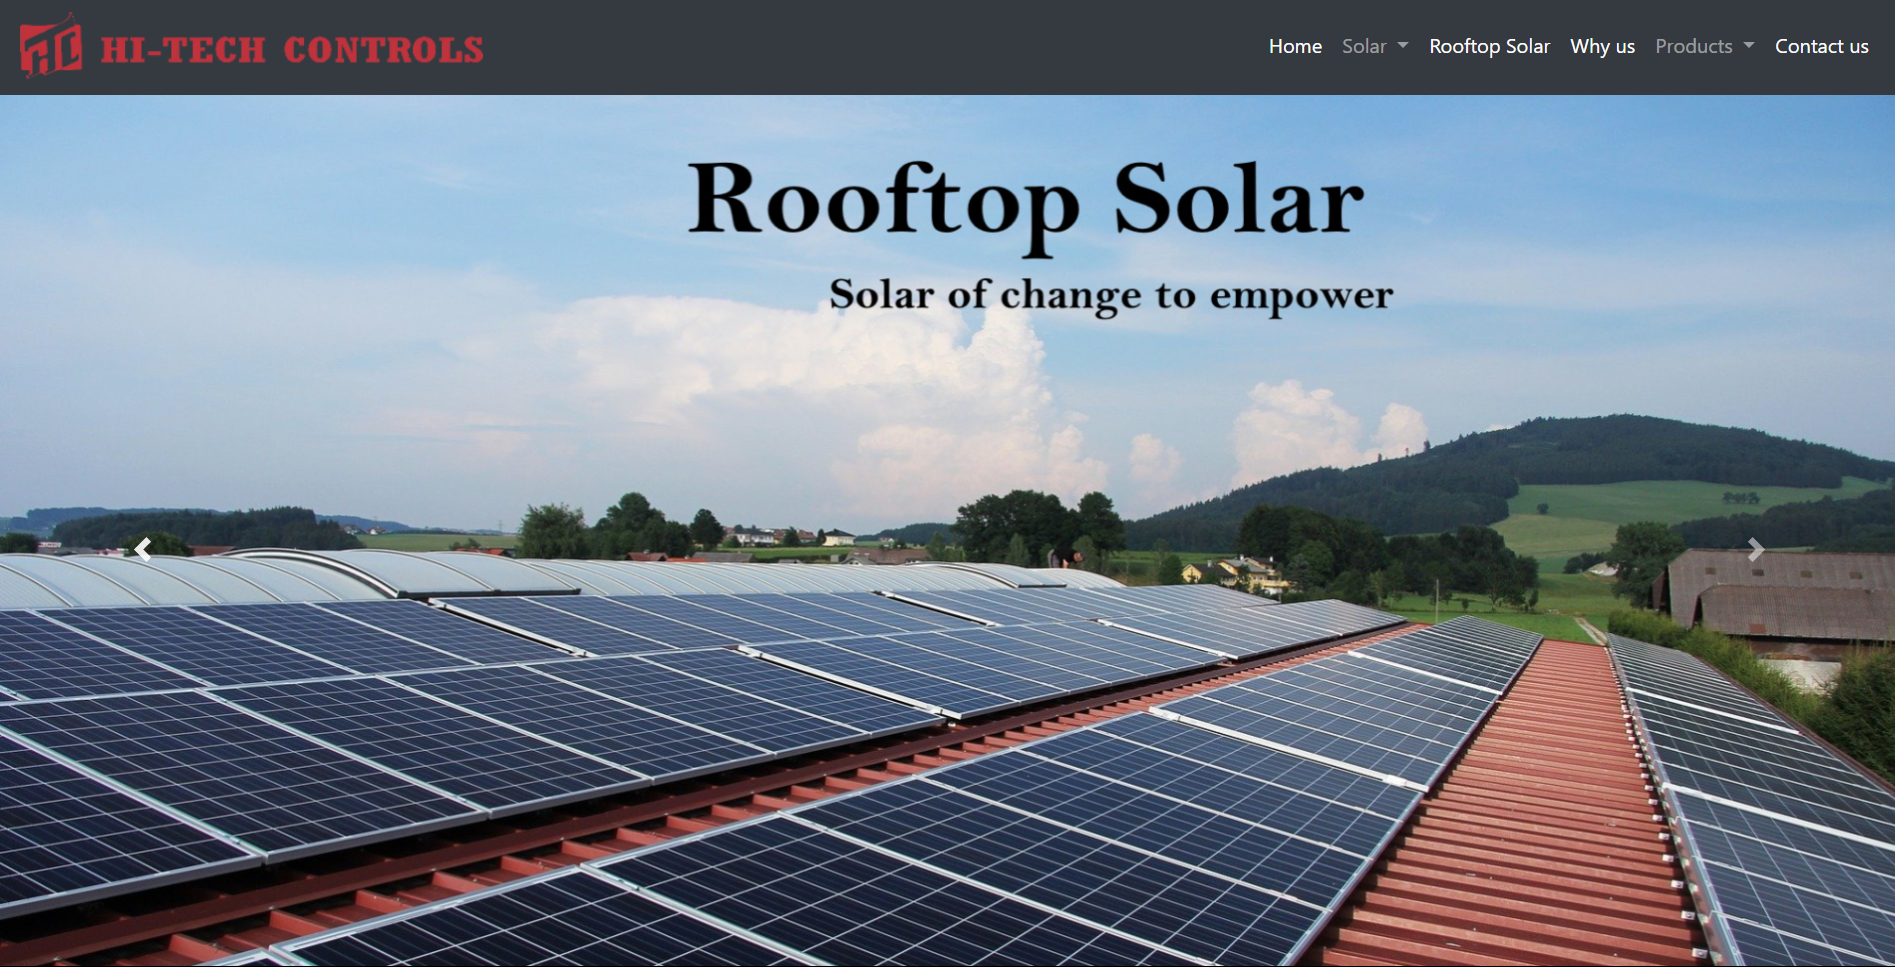 HI-TECH CONTROLS
Home Solar Rooftop Solar Why us Products Contact us
Rooftop Solar
Solar of change to empower